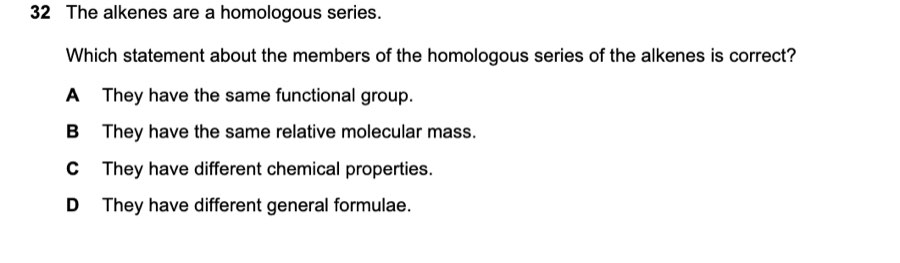 32 The alkenes are a homologous series.
Which statement about the members of the homologous series of the alkenes is correct?
A They have the same functional group.
B They have the same relative molecular mass.
C They have different chemical properties.
D They have different general formulae.